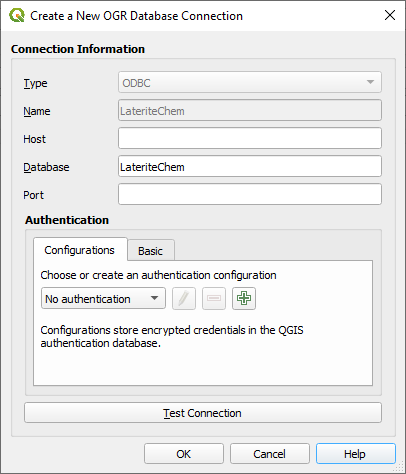 Create a New OGR Database Connection
Connection Information
Type ODBC
Name LateriteChem
Host
Database LateriteChem
Port
Authentication
Configurations Basic
Choose or create an authentication configuration
No authentication
Configurations store encrypted credentials in the QGIS
authentication database.
Test Connection
OK Cancel Help